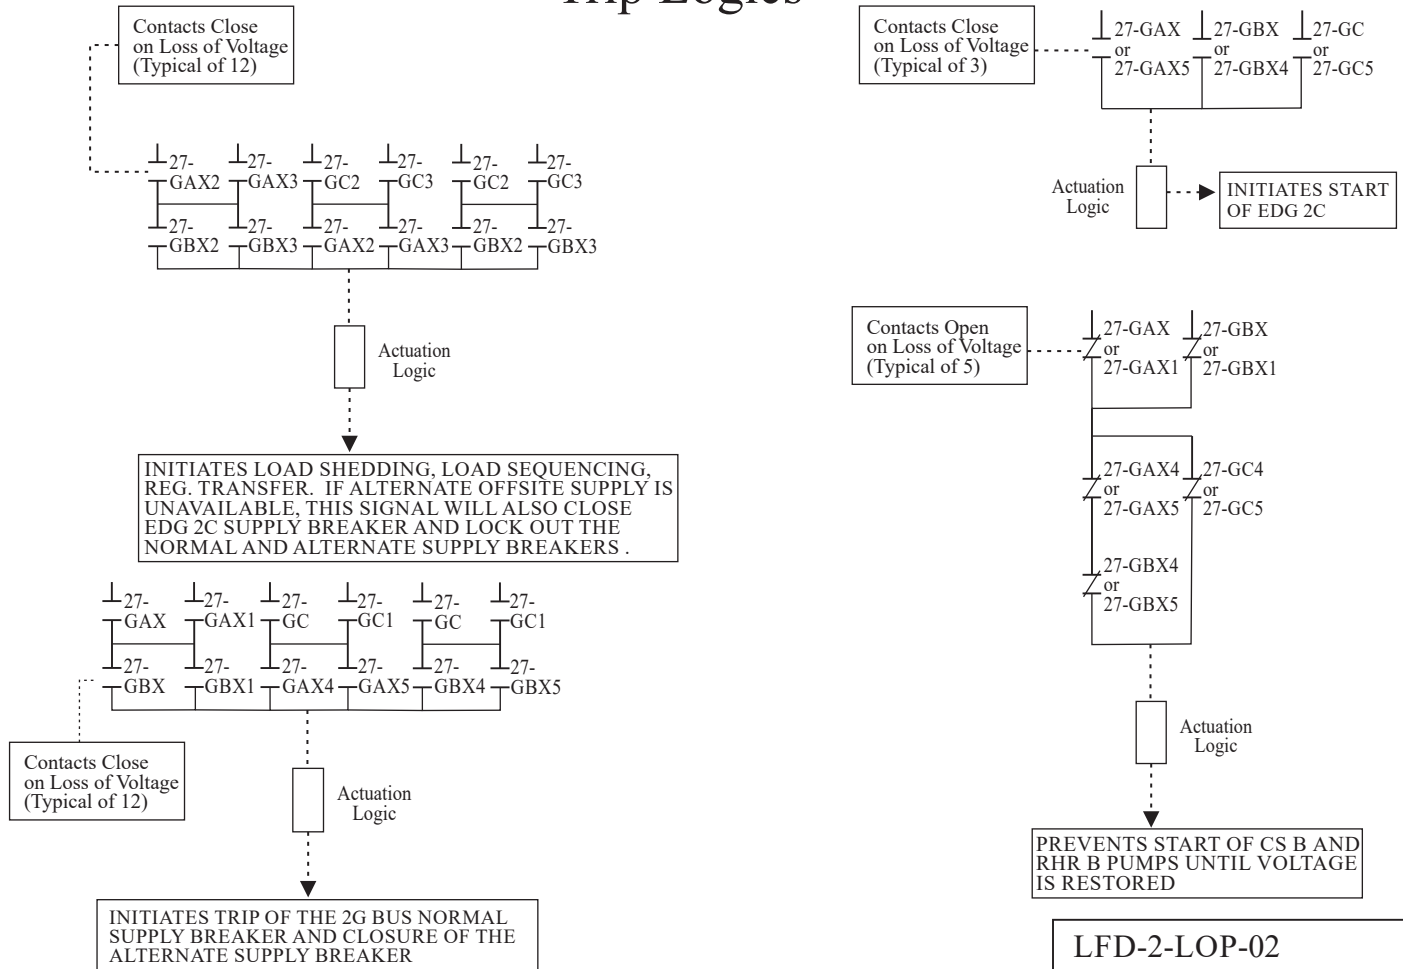 Trip Logics
Contacts Close
on Loss of Voltage
(Typical of 12)
27-
GAX2
27-
GAX3
27-
GC2
27-
GC3
27-
GC2
27-
GC3
27-
GBX2
27-
GBX3
27-
GAX2
27-
GAX3
27-
GBX2
27-
GBX3
Actuation
Logic
INITIATES LOAD SHEDDING, LOAD SEQUENCING,
REG. TRANSFER.  IF ALTERNATE OFFSITE SUPPLY IS
UNAVAILABLE, THIS SIGNAL WILL ALSO CLOSE
EDG 2C SUPPLY BREAKER AND LOCK OUT THE
NORMAL AND ALTERNATE SUPPLY BREAKERS .
27-
GAX
27-
GAX1
27-
GC
27-
GC1
27-
GC
27-
GC1
27-
GBX
27-
GBX1
27-
GAX4
27-
GAX5
27-
GBX4
27-
GBX5
Contacts Close
on Loss of Voltage
(Typical of 12)
Actuation
Logic
INITIATES TRIP OF THE 2G BUS NORMAL
SUPPLY BREAKER AND CLOSURE OF THE
ALTERNATE SUPPLY BREAKER
Contacts Close
on Loss of Voltage
(Typical of 3)
27-GAX
or
27-GAX5
27-GBX
or
27-GBX4
27-GC
or
27-GC5
Actuation
Logic
INITIATES START
OF EDG 2C
Contacts Open
on Loss of Voltage
(Typical of 5)
27-GAX
or
27-GAX1
27-GBX
or
27-GBX1
27-GAX4
or
27-GAX5
27-GC4
or
27-GC5
27-GBX4
or
27-GBX5
Actuation
Logic
PREVENTS START OF CS B AND
RHR B PUMPS UNTIL VOLTAGE
IS RESTORED
LFD-2-LOP-02